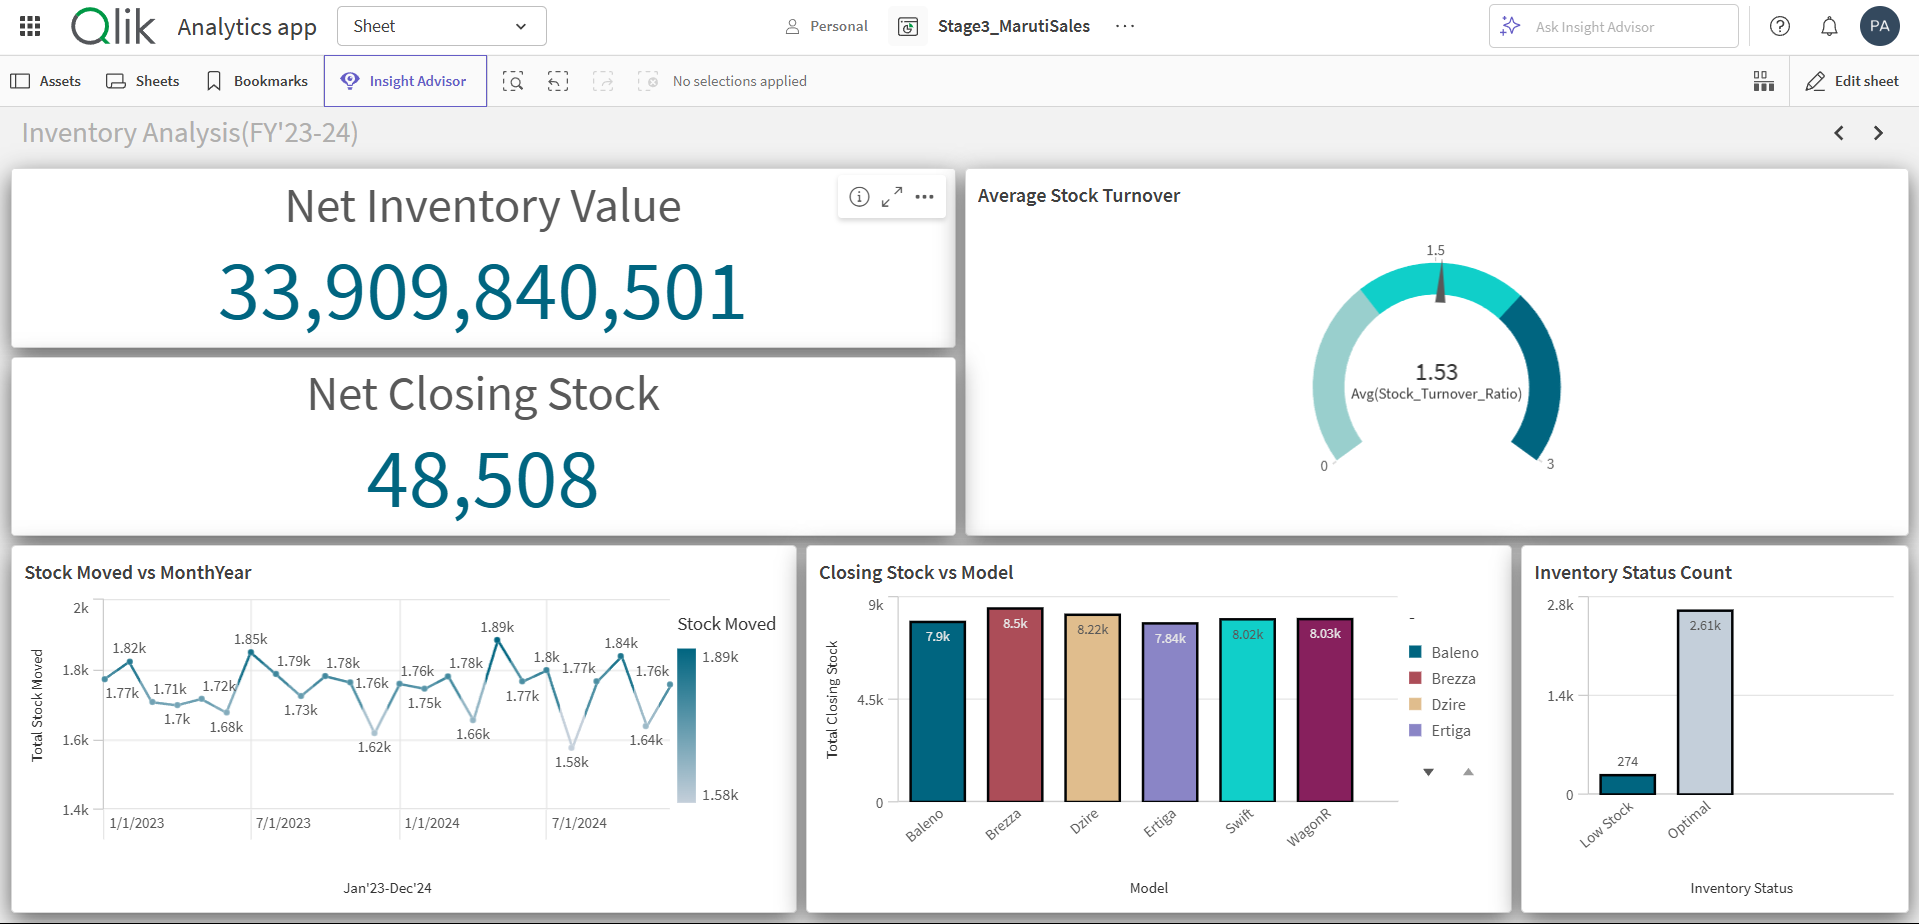 Qlik
Analytics app
Sheet
Personal
Stage3_MarutiSales
...
Ask Insight Advisor
PA
Assets
Sheets
Bookmarks
Insight Advisor
No selections applied
Edit sheet
Inventory Analysis(FY'23-24)
Net Inventory Value
33,909,840,501
Net Closing Stock
48,508
Average Stock Turnover
1.5
1.53
Avg(Stock_Turnover_Ratio)
0
3
Stock Moved vs MonthYear
Total Stock Moved
2k
1.8k
1.6k
1.4k
1.82k
1.77k
1.71k
1.7k
1.72k
1.68k
1.85k
1.79k
1.73k
1.78k
1.76k
1.62k
1.76k
1.75k
1.78k
1.66k
1.89k
1.77k
1.8k
1.58k
1.77k
1.84k
1.64k
1.76k
1/1/2023
7/1/2023
1/1/2024
7/1/2024
Jan'23-Dec'24
Stock Moved
1.89k
1.58k
Closing Stock vs Model
Total Closing Stock
9k
4.5k
0
7.9k
8.5k
8.22k
7.84k
8.02k
8.03k
Baleno
Brezza
Dzire
Ertiga
Swift
WagonR
Model
-
Baleno
Brezza
Dzire
Ertiga
Inventory Status Count
2.8k
1.4k
0
274
2.61k
Low Stock
Optimal
Inventory Status